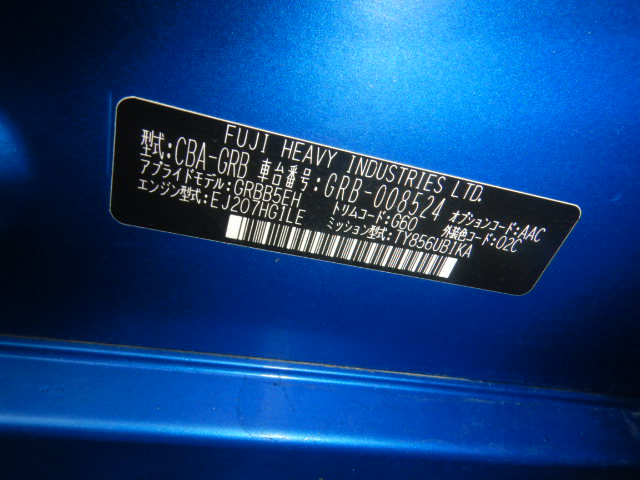 FUJI HEAVY INDUSTRIES LTD.
型式:CBA-GRB 車台番号:GRB-008524
アプライドモデル:GRBB5EH トリムコード:G60 オプションコード:AAC
エンジン型式:EJ207HG1LE ミッション型式:TY856UB1KA 外装色コード:02C